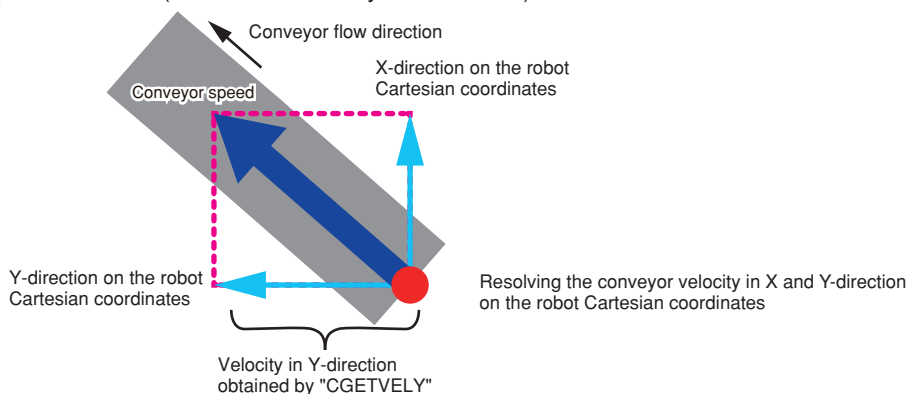 Conveyor flow direction
X-direction on the robot
Cartesian coordinates
Conveyor speed
Y-direction on the robot
Cartesian coordinates
Resolving the conveyor velocity in X and Y-direction
on the robot Cartesian coordinates
Velocity in Y-direction
obtained by "CGETVELY"